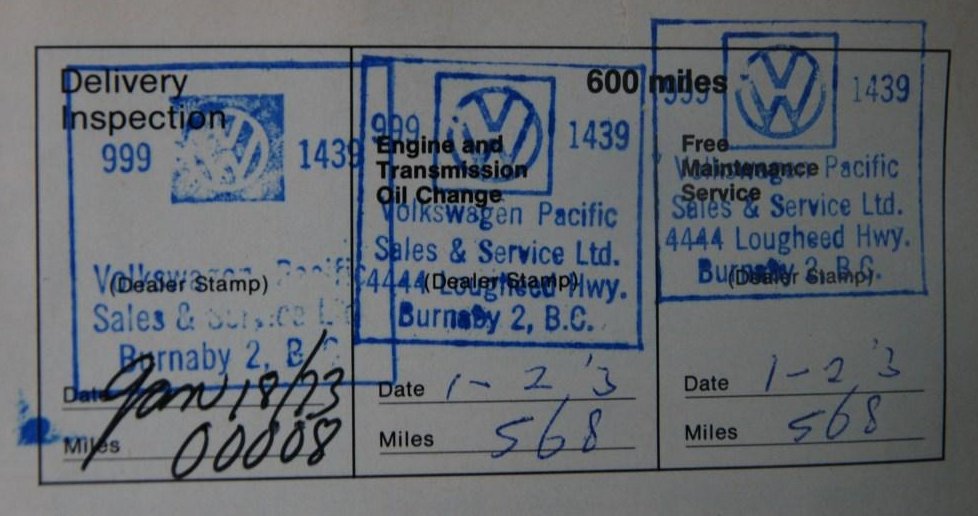 Delivery
Inspection
999 1439
Volkswagen Pacific
(Dealer Stamp)
Sales & Service Ltd.
Burnaby 2, B.C.
Date Jan 18/73
Miles 00008
600 miles
999 1439
Engine and
Transmission
Oil Change
Volkswagen Pacific
Sales & Service Ltd.
4444 Lougheed Hwy.
(Dealer Stamp)
Burnaby 2, B.C.
Date 1-2 '3
Miles 568
999 1439
Free
Maintenance
Service
Volkswagen Pacific
Sales & Service Ltd.
4444 Lougheed Hwy.
Burnaby 2, B.C.
(Dealer Stamp)
Date 1-2 '3
Miles 568